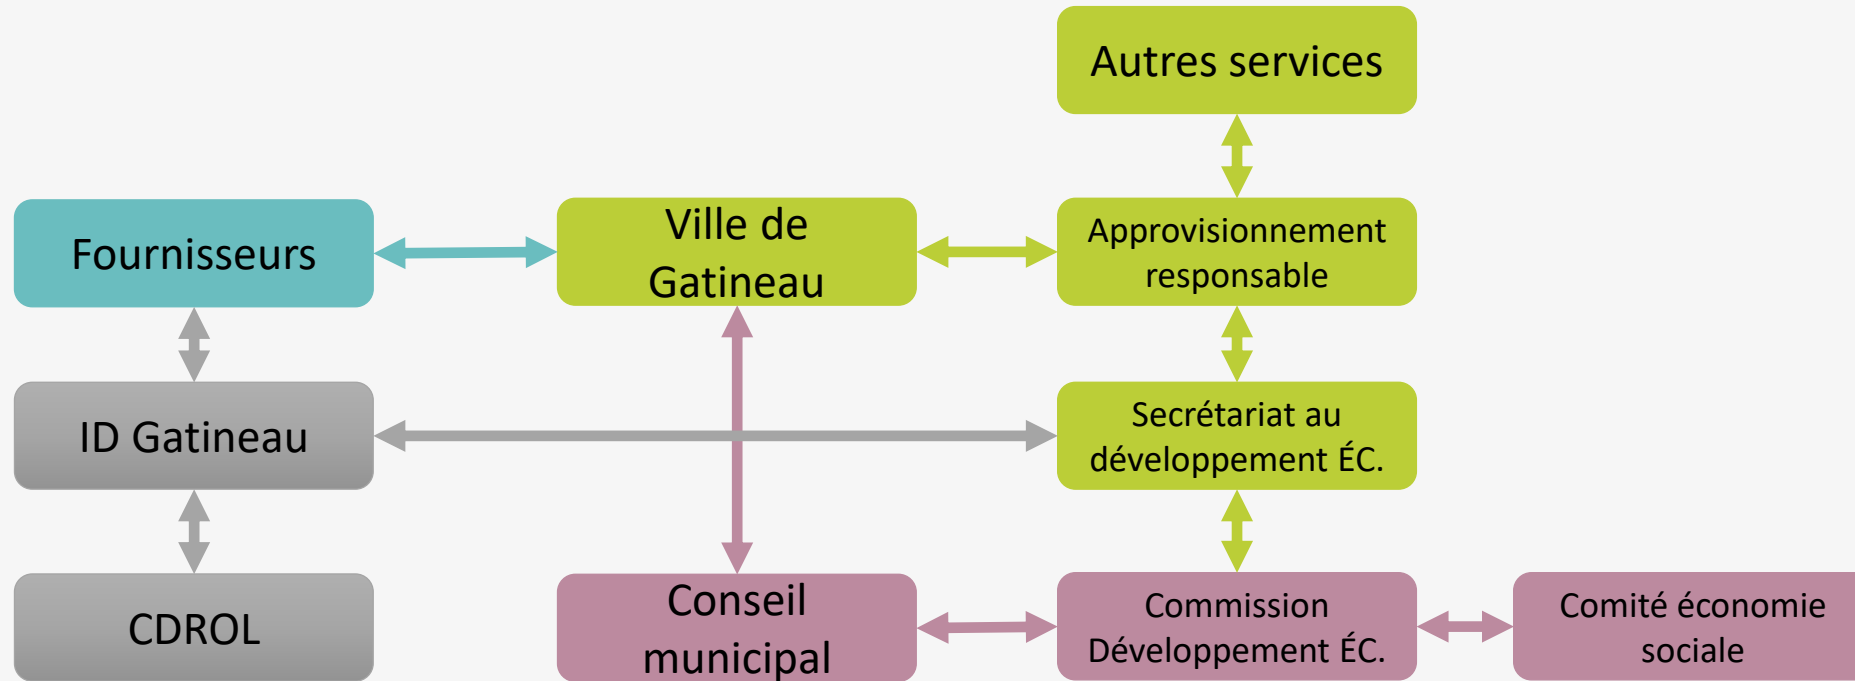 Autres services
Fournisseurs
Ville de
Gatineau
Approvisionnement
responsable
ID Gatineau
Secrétariat au
développement ÉC.
CDROL
Conseil
municipal
Commission
Développement ÉC.
Comité économie
sociale